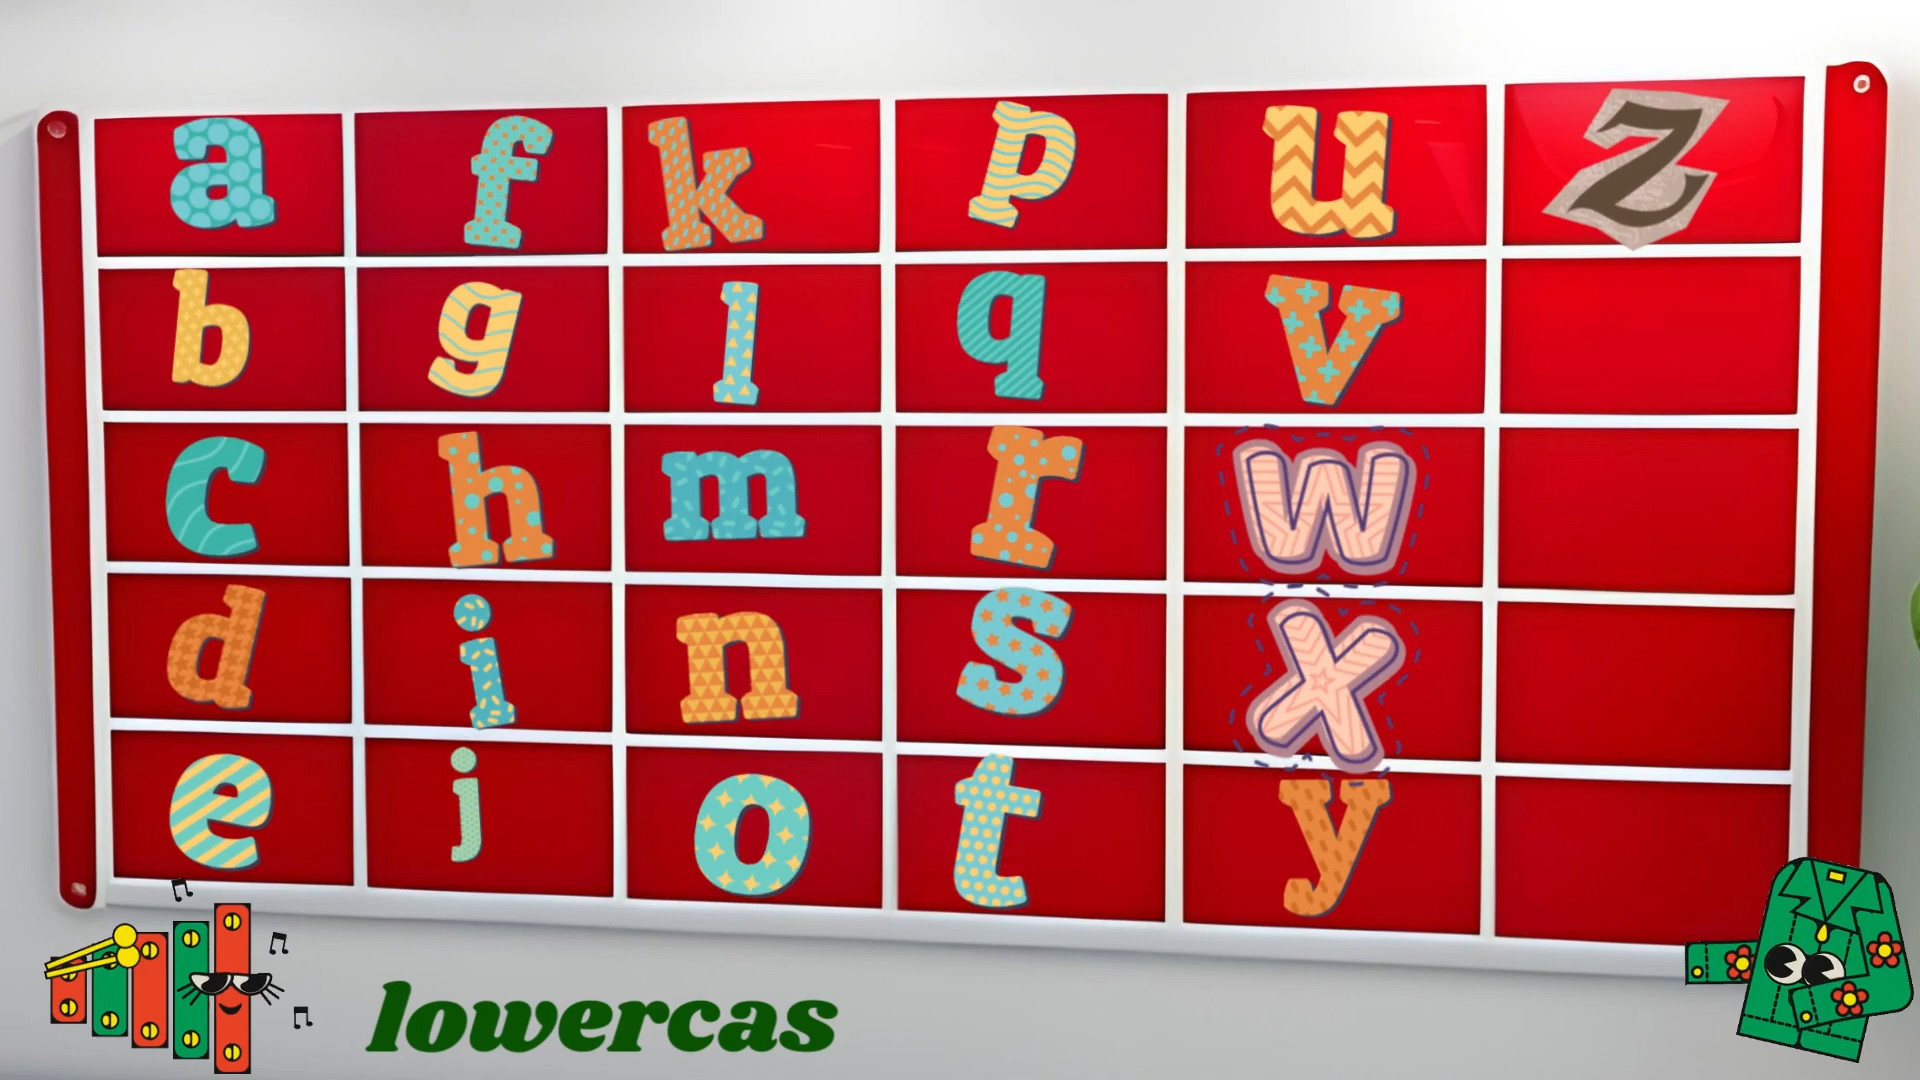 a f k p u z
b g l q v
c h m r w
d i n s x
e j o t y
lowercas